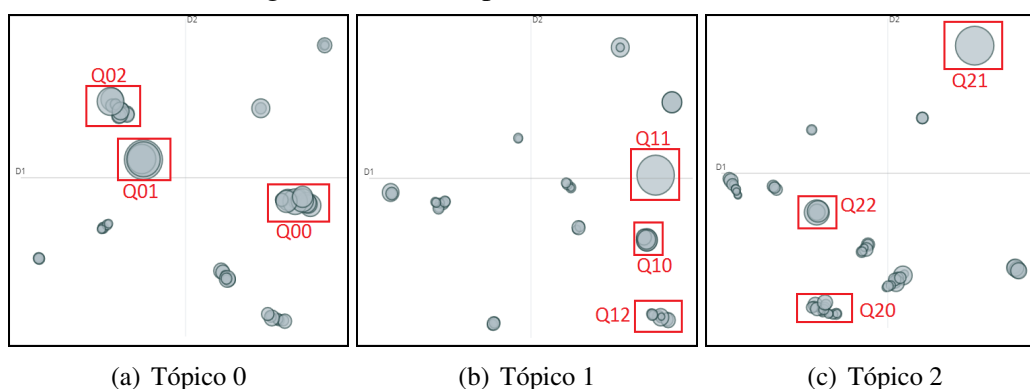 D2
Q02
D1
Q01
Q00
(a) Tópico 0
D2
Q11
D1
Q10
Q12
(b) Tópico 1
D2
Q21
D1
Q22
Q20
(c) Tópico 2